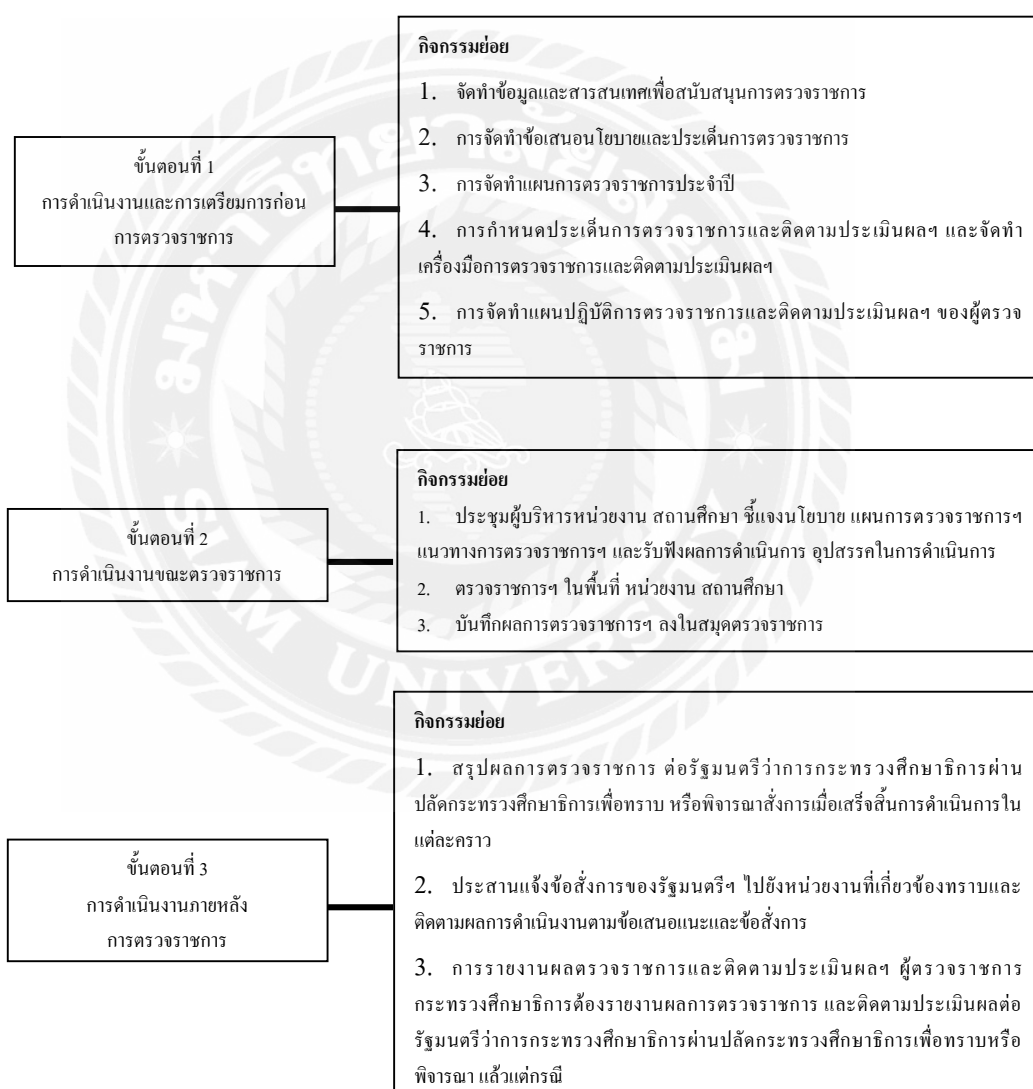 กิจกรรมย่อย
1. จัดทำข้อมูลและสารสนเทศเพื่อสนับสนุนการตรวจราชการ
2. การจัดทำข้อเสนอนโยบายและประเด็นการตรวจราชการ
3. การจัดทำแผนการตรวจราชการประจำปี
4. การกำหนดประเด็นการตรวจราชการและติดตามประเมินผลฯ และจัดทำ
เครื่องมือการตรวจราชการและติดตามประเมินผลฯ
5. การจัดทำแผนปฏิบัติการตรวจราชการและติดตามประเมินผลฯ ของผู้ตรวจ
ราชการ
ขั้นตอนที่ 1
การดำเนินงานและการเตรียมการก่อน
การตรวจราชการ
กิจกรรมย่อย
1. ประชุมผู้บริหารหน่วยงาน สถานศึกษา ชี้แจงนโยบาย แผนการตรวจราชการฯ
แนวทางการตรวจราชการฯ และรับฟังผลการดำเนินการ อุปสรรคในการดำเนินการ
2. ตรวจราชการฯ ในพื้นที่ หน่วยงาน สถานศึกษา
3. บันทึกผลการตรวจราชการฯ ลงในสมุดตรวจราชการ
ขั้นตอนที่ 2
การดำเนินงานขณะตรวจราชการ
กิจกรรมย่อย
1. สรุปผลการตรวจราชการ ต่อรัฐมนตรีว่าการกระทรวงศึกษาธิการผ่าน
ปลัดกระทรวงศึกษาธิการเพื่อทราบ หรือพิจารณาสั่งการเมื่อเสร็จสิ้นการดำเนินการใน
แต่ละคราว
2. ประสานแจ้งข้อสั่งการของรัฐมนตรีฯ ไปยังหน่วยงานที่เกี่ยวข้องทราบและ
ติดตามผลการดำเนินงานตามข้อเสนอแนะและข้อสั่งการ
3. การรายงานผลตรวจราชการและติดตามประเมินผลฯ ผู้ตรวจราชการ
กระทรวงศึกษาธิการต้องรายงานผลการตรวจราชการ และติดตามประเมินผลต่อ
รัฐมนตรีว่าการกระทรวงศึกษาธิการผ่านปลัดกระทรวงศึกษาธิการเพื่อทราบหรือ
พิจารณา แล้วแต่กรณี
ขั้นตอนที่ 3
การดำเนินงานภายหลัง
การตรวจราชการ
มหาวิทยาลัยสยาม
SIAM UNIVERSITY